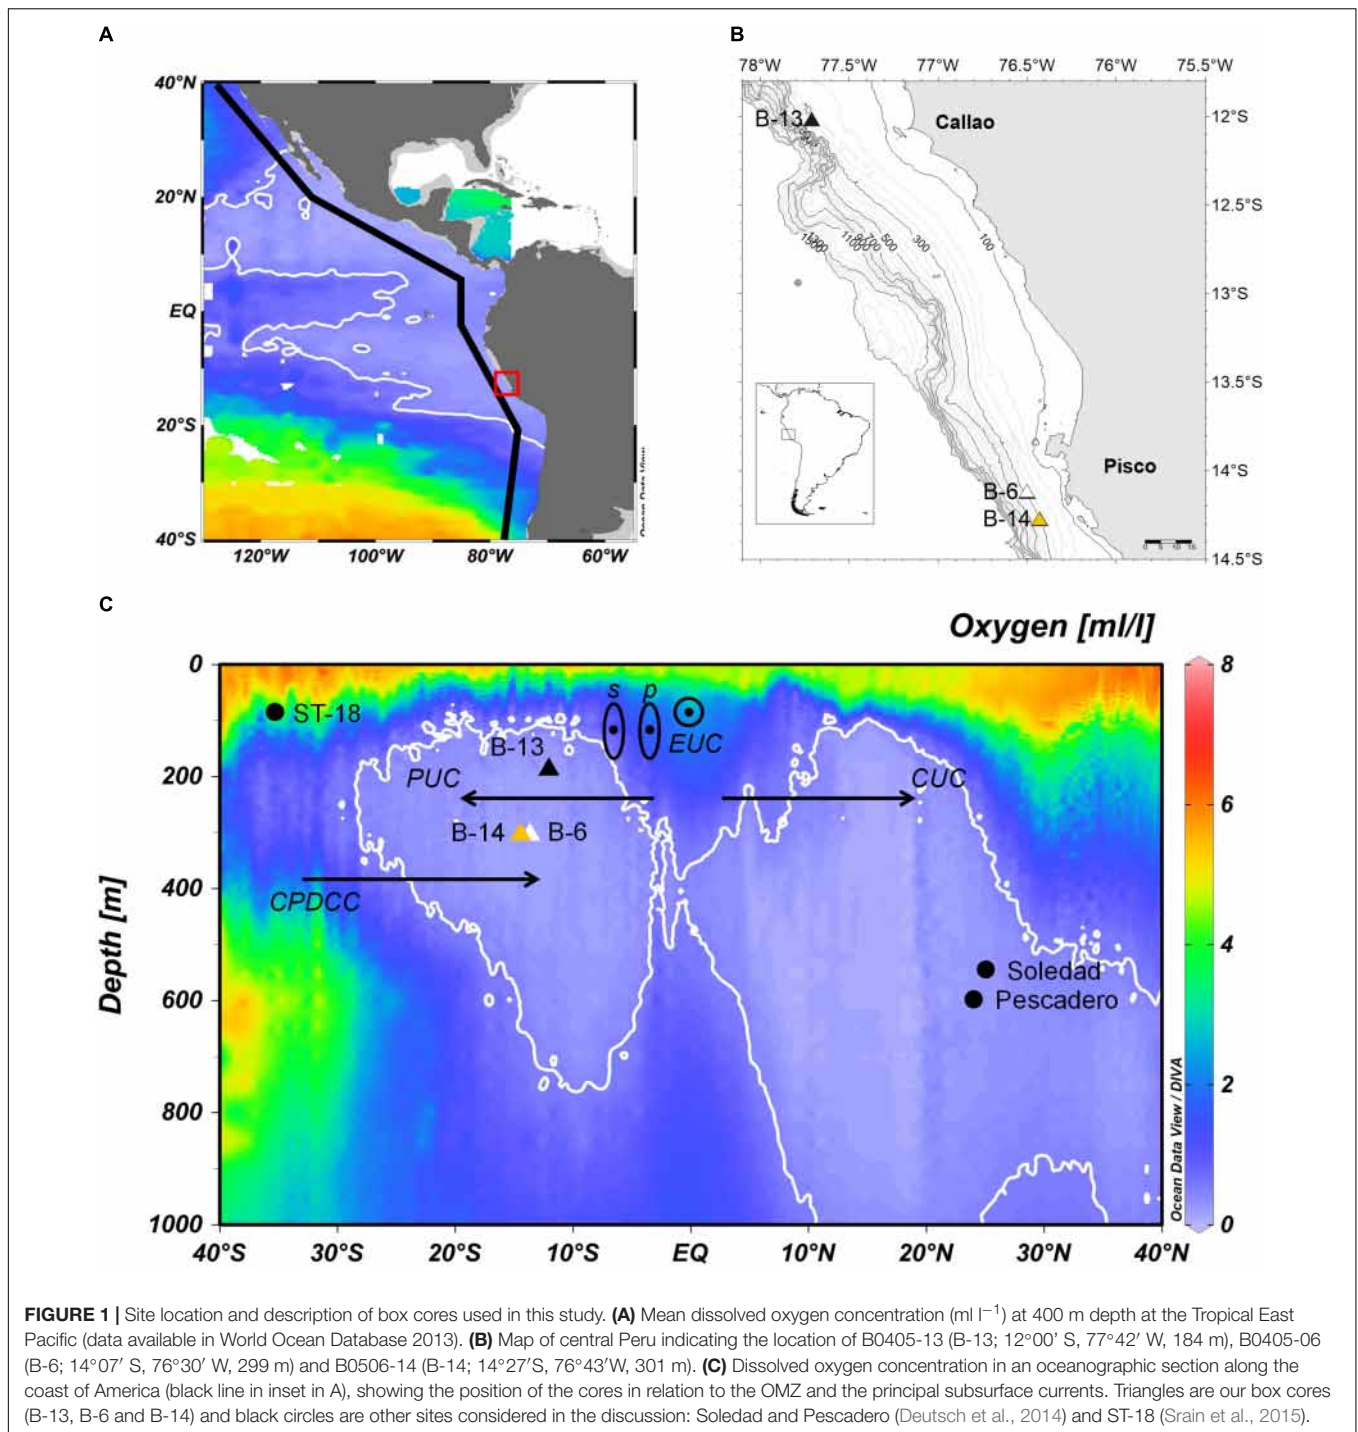 A
40°N
20°N
EQ
20°S
40°S
120°W 100°W 80°W 60°W
Ocean Data View
B
78°W 77.5°W 77°W 76.5°W 76°W 75.5°W
12°S
12.5°S
13°S
13.5°S
14°S
14.5°S
B-13
Callao
1100 700 500 300 100
Pisco
B-6
B-14
C
Oxygen [ml/l]
0
200
400
600
800
1000
Depth [m]
40°S 30°S 20°S 10°S EQ 10°N 20°N 30°N 40°N
ST-18
s p
EUC
B-13
PUC
CUC
B-14 B-6
CPDCC
Soledad
Pescadero
8
6
4
2
0
Ocean Data View / DIVA
FIGURE 1 | Site location and description of box cores used in this study. (A) Mean dissolved oxygen concentration (ml l−1) at 400 m depth at the Tropical East
Pacific (data available in World Ocean Database 2013). (B) Map of central Peru indicating the location of B0405-13 (B-13; 12°00′ S, 77°42′ W, 184 m), B0405-06
(B-6; 14°07′ S, 76°30′ W, 299 m) and B0506-14 (B-14; 14°27′S, 76°43′W, 301 m). (C) Dissolved oxygen concentration in an oceanographic section along the
coast of America (black line in inset in A), showing the position of the cores in relation to the OMZ and the principal subsurface currents. Triangles are our box cores
(B-13, B-6 and B-14) and black circles are other sites considered in the discussion: Soledad and Pescadero (Deutsch et al., 2014) and ST-18 (Srain et al., 2015).